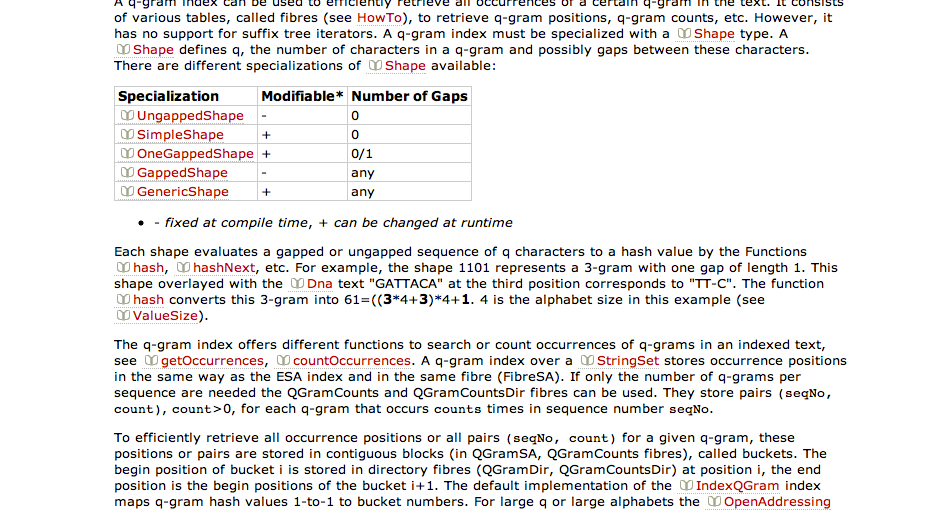 A q-gram index can be used to efficiently retrieve all occurrences of a certain q-gram in the text. It consists
of various tables, called fibres (see HowTo), to retrieve q-gram positions, q-gram counts, etc. However, it
has no support for suffix tree iterators. A q-gram index must be specialized with a Shape type. A
Shape defines q, the number of characters in a q-gram and possibly gaps between these characters.
There are different specializations of Shape available:
Specialization Modifiable* Number of Gaps
UngappedShape - 0
SimpleShape + 0
OneGappedShape + 0/1
GappedShape - any
GenericShape + any
• - fixed at compile time, + can be changed at runtime
Each shape evaluates a gapped or ungapped sequence of q characters to a hash value by the Functions
hash, hashNext, etc. For example, the shape 1101 represents a 3-gram with one gap of length 1. This
shape overlayed with the Dna text "GATTACA" at the third position corresponds to "TT-C". The function
hash converts this 3-gram into 61=((3*4+3)*4+1. 4 is the alphabet size in this example (see
ValueSize).
The q-gram index offers different functions to search or count occurrences of q-grams in an indexed text,
see getOccurrences, countOccurrences. A q-gram index over a StringSet stores occurrence positions
in the same way as the ESA index and in the same fibre (FibreSA). If only the number of q-grams per
sequence are needed the QGramCounts and QGramCountsDir fibres can be used. They store pairs (seqNo,
count), count>0, for each q-gram that occurs counts times in sequence number seqNo.
To efficiently retrieve all occurrence positions or all pairs (seqNo, count) for a given q-gram, these
positions or pairs are stored in contiguous blocks (in QGramSA, QGramCounts fibres), called buckets. The
begin position of bucket i is stored in directory fibres (QGramDir, QGramCountsDir) at position i, the end
position is the begin positions of the bucket i+1. The default implementation of the IndexQGram index
maps q-gram hash values 1-to-1 to bucket numbers. For large q or large alphabets the OpenAddressing